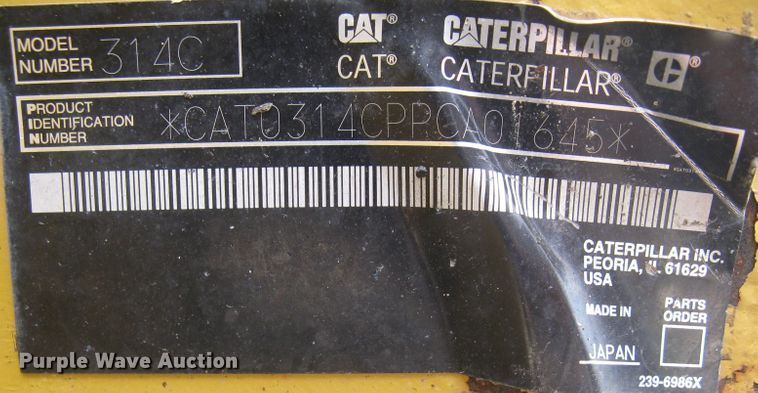 MODEL NUMBER 314C
CAT® CATERPILLAR® C
CAT® CATERPILLAR®
PRODUCT IDENTIFICATION NUMBER *CAT0314CPPCA01645*
CATERPILLAR INC.
PEORIA, IL 61629
USA
MADE IN
JAPAN
PARTS ORDER
239-6986X
Purple Wave Auction